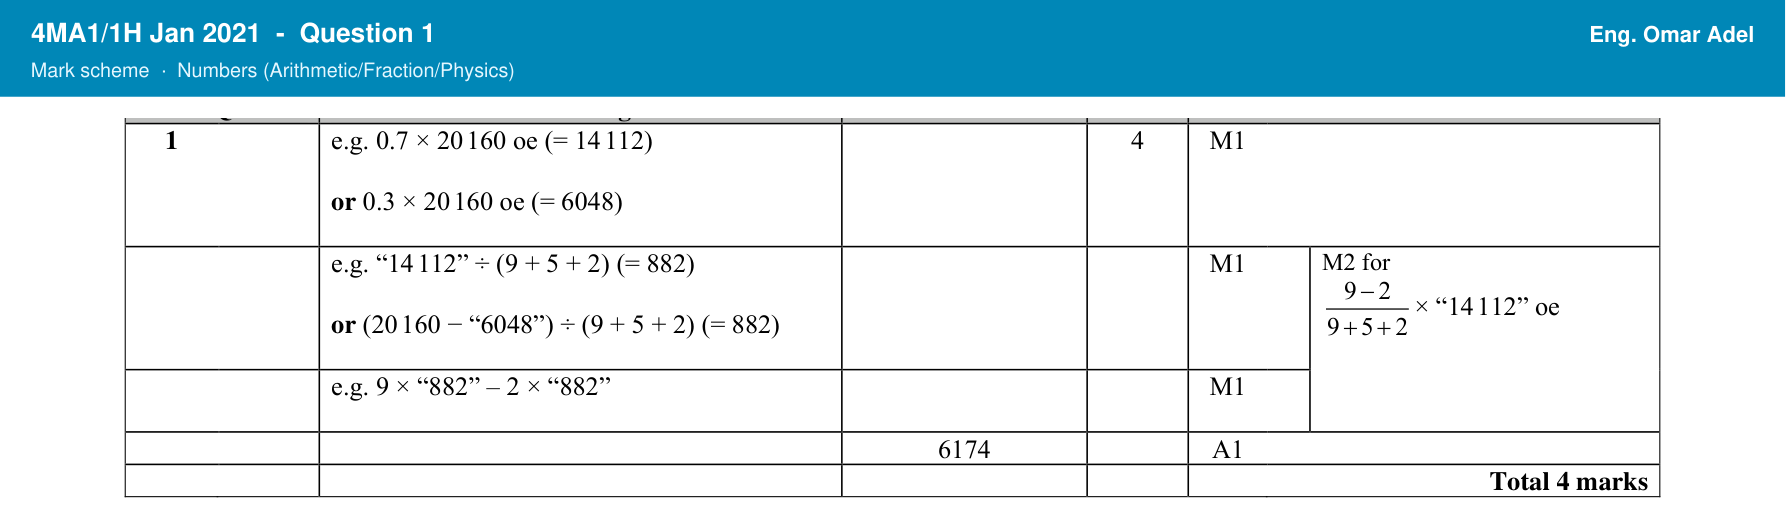 4MA1/1H Jan 2021 - Question 1
Eng. Omar Adel
Mark scheme · Numbers (Arithmetic/Fraction/Physics)
1
e.g. 0.7 × 20 160 oe (= 14 112)
4
M1
or 0.3 × 20 160 oe (= 6048)
e.g. “14 112” ÷ (9 + 5 + 2) (= 882)
M1
M2 for
9 − 2
× “14 112” oe
9 + 5 + 2
or (20 160 − “6048”) ÷ (9 + 5 + 2) (= 882)
e.g. 9 × “882” – 2 × “882”
M1
6174
A1
Total 4 marks